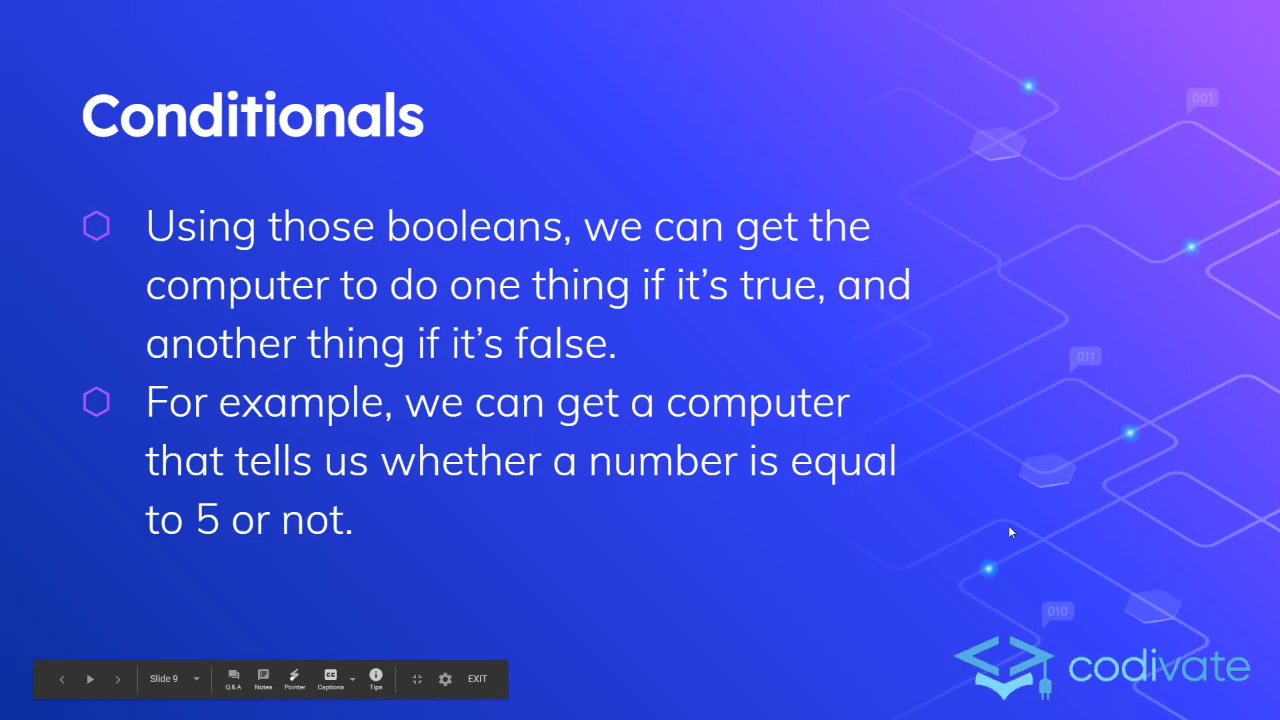 Conditionals
Using those booleans, we can get the
computer to do one thing if it’s true, and
another thing if it’s false.
For example, we can get a computer
that tells us whether a number is equal
to 5 or not.
001
011
010
codivate
Slide 9
Q&A
Notes
Pointer
CC
Captions
Tips
EXIT